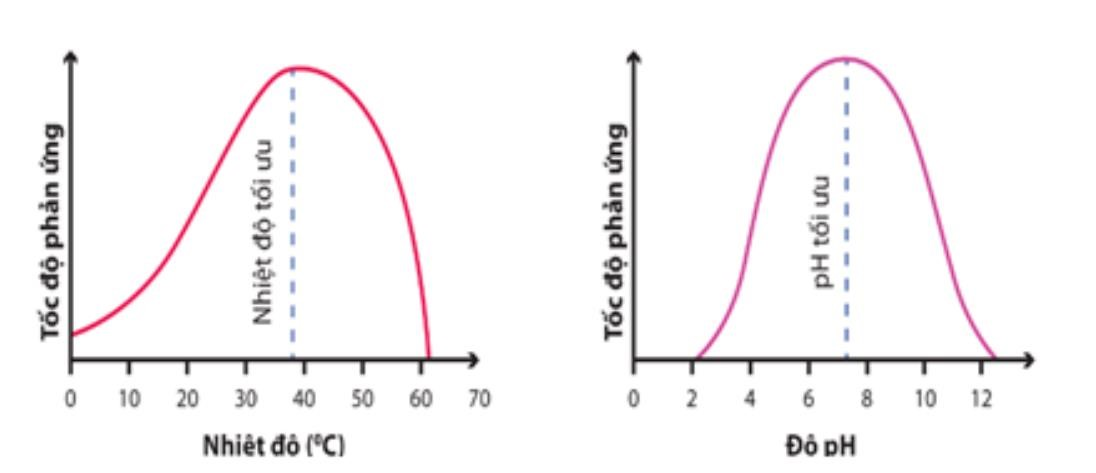 Tốc độ phản ứng
Nhiệt độ tối ưu
0 10 20 30 40 50 60 70
Nhiệt độ (⁰C)
Tốc độ phản ứng
pH tối ưu
0 2 4 6 8 10 12
Độ pH